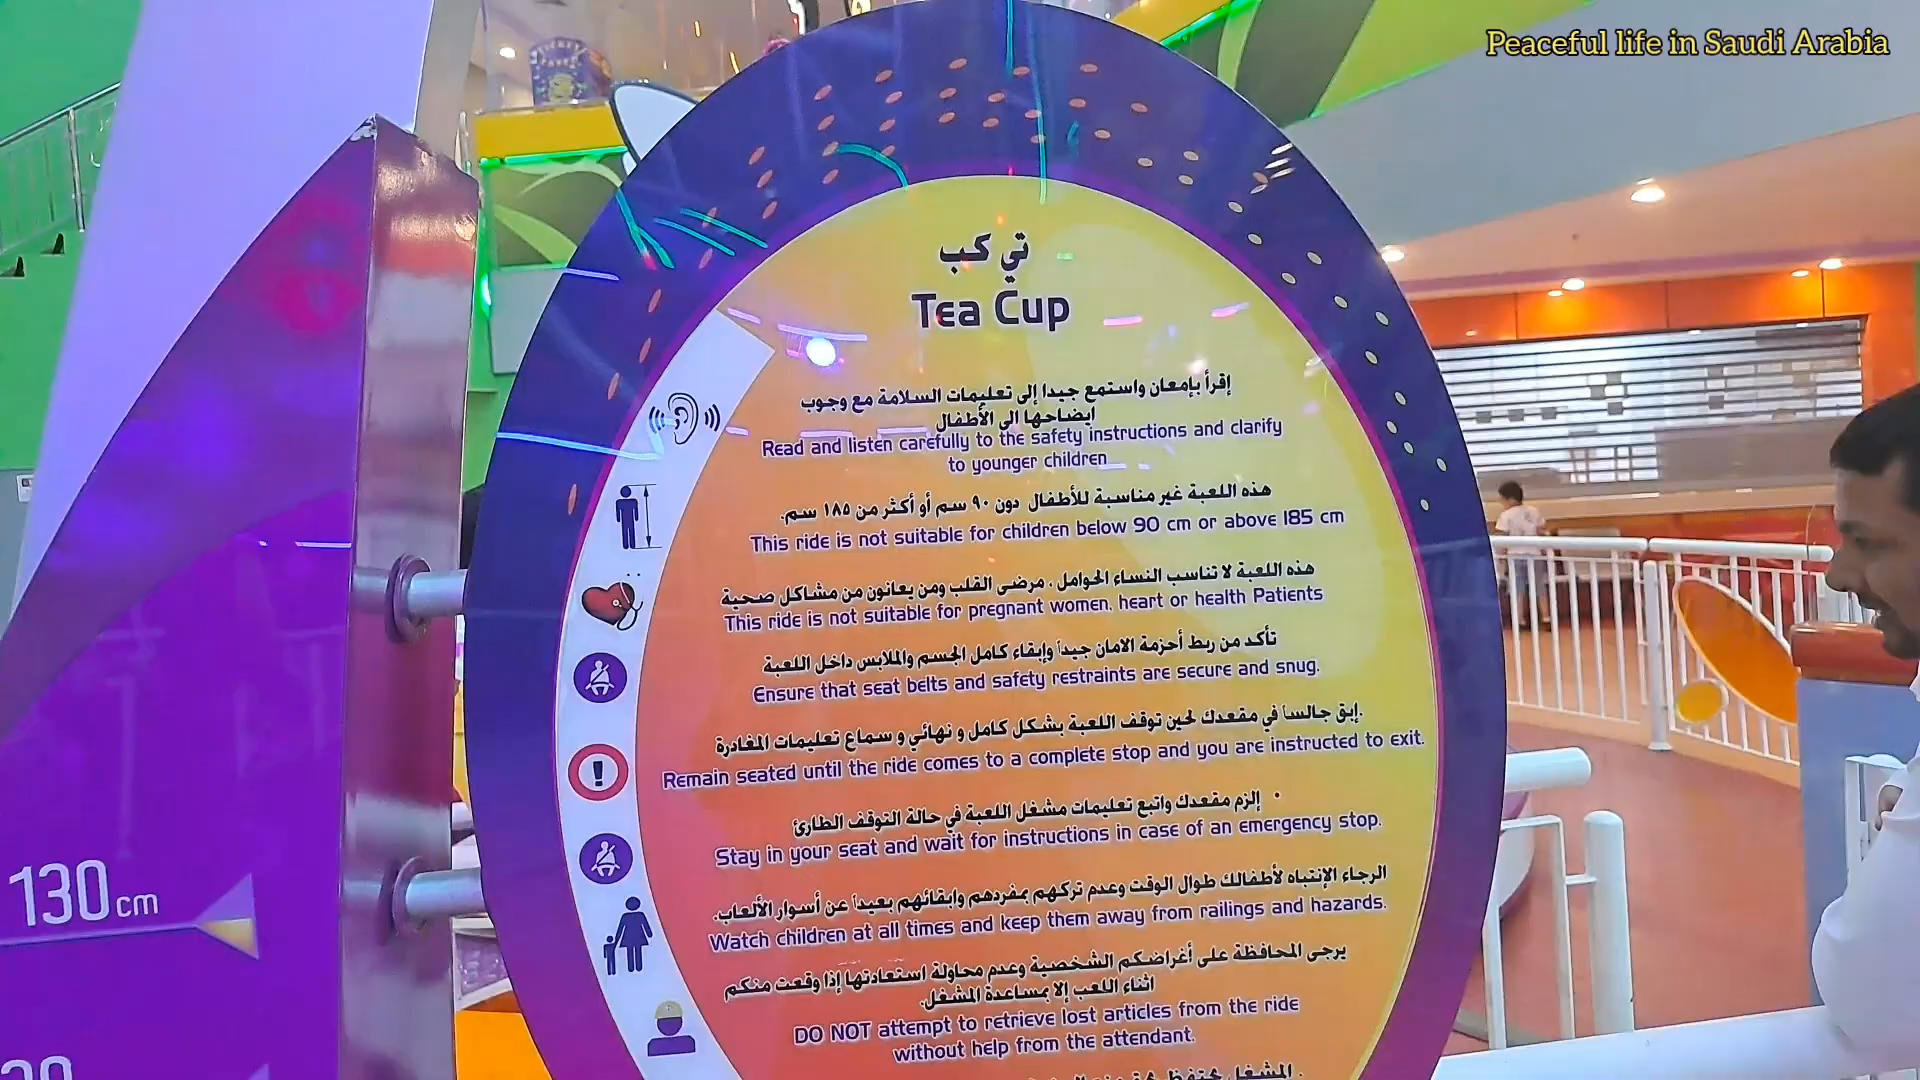 Peaceful life in Saudi Arabia
تي كب
Tea Cup
إقرأ بإمعان واستمع جيدا إلى تعليمات السلامة مع وجوب
ايضاحها الى الأطفال
Read and listen carefully to the safety instructions and clarify
to younger children
هذه اللعبة غير مناسبة للأطفال دون ٩٠ سم أو أكثر من ١٨٥ سم.
This ride is not suitable for children below 90 cm or above 185 cm
هذه اللعبة لا تناسب النساء الحوامل ، مرضى القلب ومن يعانون من مشاكل صحية
This ride is not suitable for pregnant women, heart or health Patients
تأكد من ربط أحزمة الامان جيداً وإبقاء كامل الجسم والملابس داخل اللعبة
Ensure that seat belts and safety restraints are secure and snug.
إبق جالساً في مقعدك لحين توقف اللعبة بشكل كامل و نهائي و سماع تعليمات المغادرة.
Remain seated until the ride comes to a complete stop and you are instructed to exit.
• إلزم مقعدك واتبع تعليمات مشغل اللعبة في حالة التوقف الطارئ
Stay in your seat and wait for instructions in case of an emergency stop.
الرجاء الإنتباه لأطفالك طوال الوقت وعدم تركهم بمفردهم وابقائهم بعيداً عن أسوار الألعاب.
Watch children at all times and keep them away from railings and hazards.
يرجى المحافظة على أغراضكم الشخصية وعدم محاولة استعادتها إذا وقعت منكم
اثناء اللعب إلا بمساعدة المشغل.
DO NOT attempt to retrieve lost articles from the ride
without help from the attendant.
130 cm